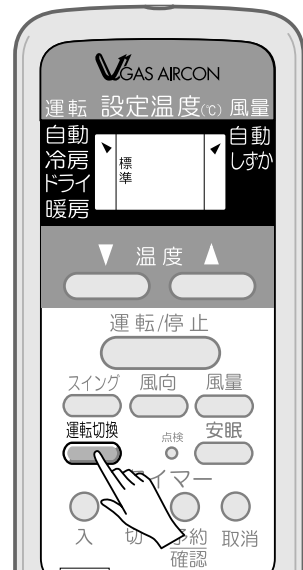 VGAS AIRCON
運転 設定温度(℃) 風量
自動 自動
冷房 標準 しずか
ドライ
暖房
▼ 温度 ▲
運転/停止
スイング 風向 風量
運転切換 点検 安眠
イマー
入 切 予約 取消
確認